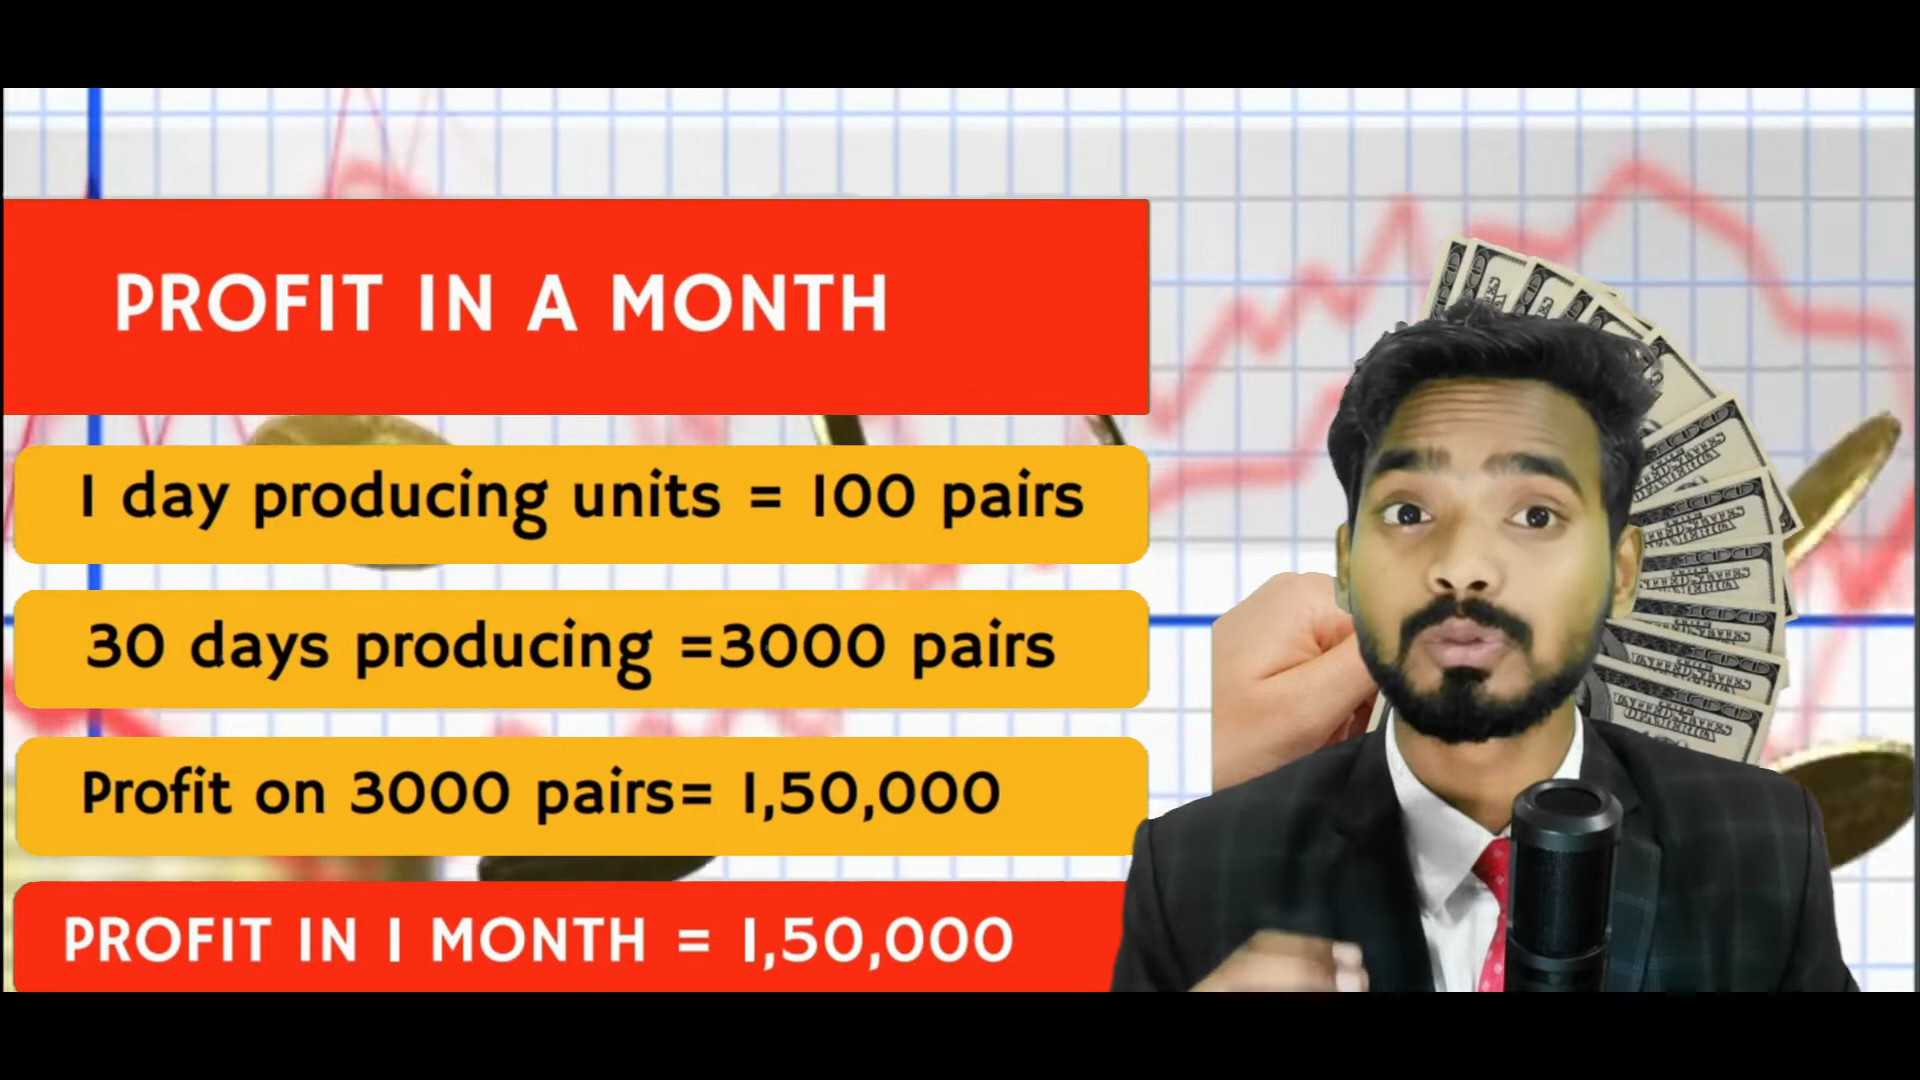 PROFIT IN A MONTH
1 day producing units = 100 pairs
30 days producing =3000 pairs
Profit on 3000 pairs= 1,50,000
PROFIT IN 1 MONTH = 1,50,000